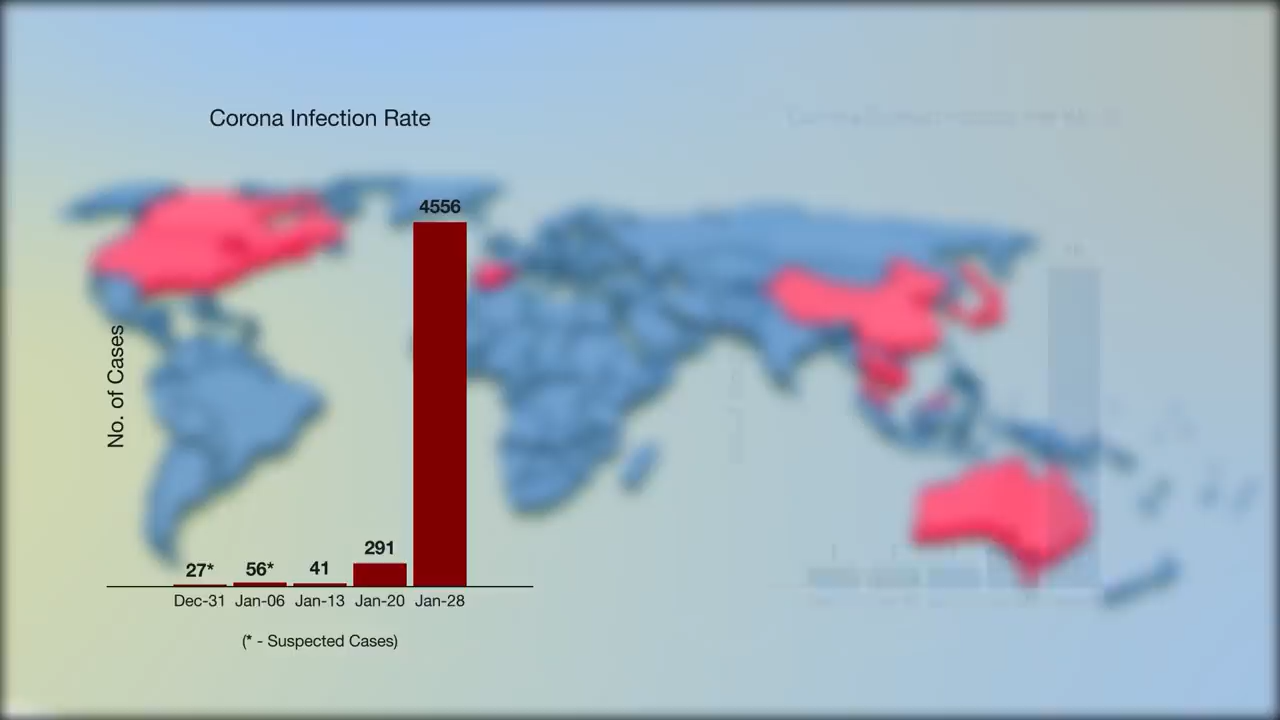 Corona Infection Rate
No. of Cases
4556
291
27* 56* 41
Dec-31 Jan-06 Jan-13 Jan-20 Jan-28
(* - Suspected Cases)